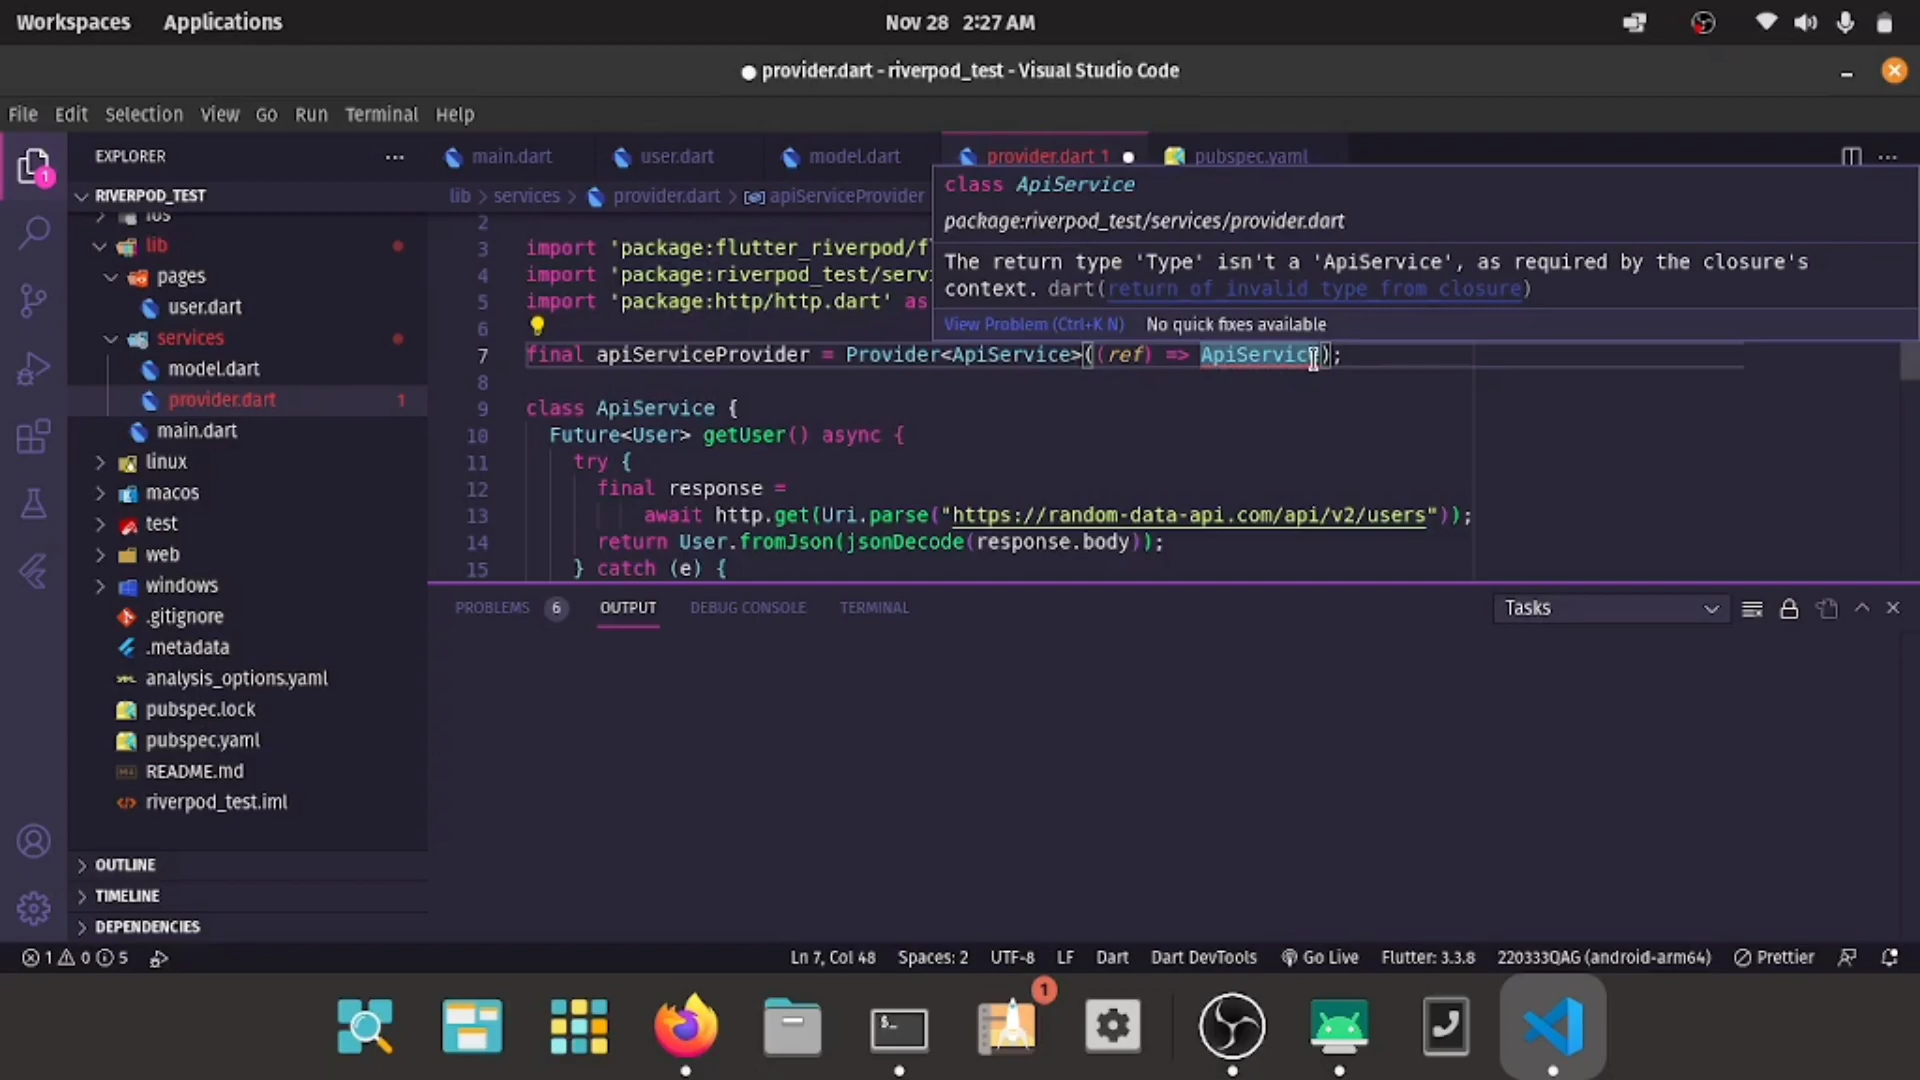 Workspaces Applications Nov 28 2:27 AM
provider.dart - riverpod_test - Visual Studio Code
File Edit Selection View Go Run Terminal Help
EXPLORER
RIVERPOD_TEST
ios
lib
pages
user.dart
services
model.dart
provider.dart 1
main.dart
linux
macos
test
web
windows
.gitignore
.metadata
analysis_options.yaml
pubspec.lock
pubspec.yaml
README.md
riverpod_test.iml
OUTLINE
TIMELINE
DEPENDENCIES
1
main.dart user.dart model.dart provider.dart 1 pubspec.yaml
lib > services > provider.dart > apiServiceProvider
class ApiService
package:riverpod_test/services/provider.dart
The return type 'Type' isn't a 'ApiService', as required by the closure's
context. dart(return_of_invalid_type_from_closure)
View Problem (Ctrl+K N) No quick fixes available
2
3 import 'package:flutter_riverpod/f
4 import 'package:riverpod_test/serv
5 import 'package:http/http.dart' as
6
7 final apiServiceProvider = Provider<ApiService>((ref) => ApiService);
8
9 class ApiService {
10 Future<User> getUser() async {
11 try {
12 final response =
13 await http.get(Uri.parse("https://random-data-api.com/api/v2/users"));
14 return User.fromJson(jsonDecode(response.body));
15 } catch (e) {
PROBLEMS 6 OUTPUT DEBUG CONSOLE TERMINAL Tasks
1 0 5 Ln 7, Col 48 Spaces: 2 UTF-8 LF Dart Dart DevTools Go Live Flutter: 3.3.8 220333QAG (android-arm64) Prettier
$_
1